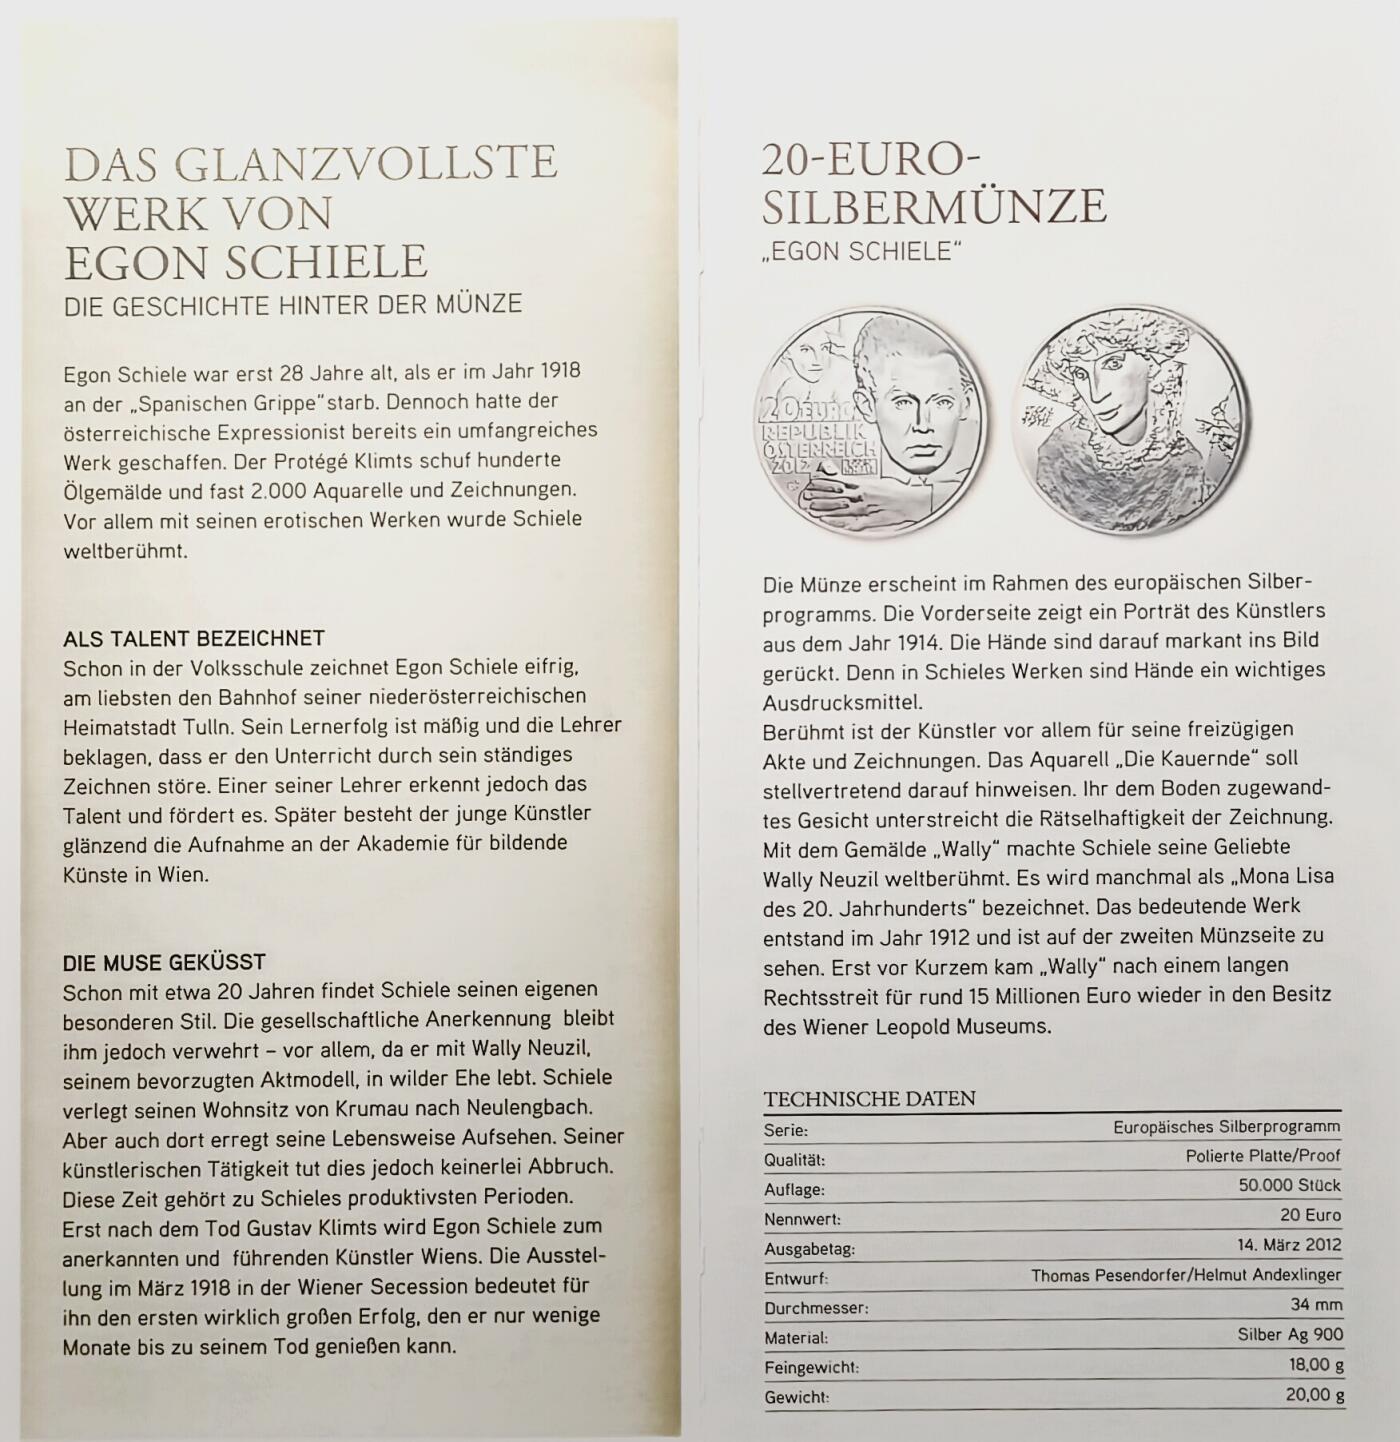 DAS GLANZVOLLSTE
WERK VON
EGON SCHIELE
DIE GESCHICHTE HINTER DER MÜNZE
Egon Schiele war erst 28 Jahre alt, als er im Jahr 1918
an der „Spanischen Grippe“starb. Dennoch hatte der
österreichische Expressionist bereits ein umfangreiches
Werk geschaffen. Der Protégé Klimts schuf hunderte
Ölgemälde und fast 2.000 Aquarelle und Zeichnungen.
Vor allem mit seinen erotischen Werken wurde Schiele
weltberühmt.
ALS TALENT BEZEICHNET
Schon in der Volksschule zeichnet Egon Schiele eifrig,
am liebsten den Bahnhof seiner niederösterreichischen
Heimatstadt Tulln. Sein Lernerfolg ist mäßig und die Lehrer
beklagen, dass er den Unterricht durch sein ständiges
Zeichnen störe. Einer seiner Lehrer erkennt jedoch das
Talent und fördert es. Später besteht der junge Künstler
glänzend die Aufnahme an der Akademie für bildende
Künste in Wien.
DIE MUSE GEKÜSST
Schon mit etwa 20 Jahren findet Schiele seinen eigenen
besonderen Stil. Die gesellschaftliche Anerkennung bleibt
ihm jedoch verwehrt – vor allem, da er mit Wally Neuzil,
seinem bevorzugten Aktmodell, in wilder Ehe lebt. Schiele
verlegt seinen Wohnsitz von Krumau nach Neulengbach.
Aber auch dort erregt seine Lebensweise Aufsehen. Seiner
künstlerischen Tätigkeit tut dies jedoch keinerlei Abbruch.
Diese Zeit gehört zu Schieles produktivsten Perioden.
Erst nach dem Tod Gustav Klimts wird Egon Schiele zum
anerkannten und führenden Künstler Wiens. Die Ausstel-
lung im März 1918 in der Wiener Secession bedeutet für
ihn den ersten wirklich großen Erfolg, den er nur wenige
Monate bis zu seinem Tod genießen kann.
20-EURO-
SILBERMÜNZE
„EGON SCHIELE“
20 EURO
REPUBLIK
ÖSTERREICH
2012
Die Münze erscheint im Rahmen des europäischen Silber-
programms. Die Vorderseite zeigt ein Porträt des Künstlers
aus dem Jahr 1914. Die Hände sind darauf markant ins Bild
gerückt. Denn in Schieles Werken sind Hände ein wichtiges
Ausdrucksmittel.
Berühmt ist der Künstler vor allem für seine freizügigen
Akte und Zeichnungen. Das Aquarell „Die Kauernde“ soll
stellvertretend darauf hinweisen. Ihr dem Boden zugewand-
tes Gesicht unterstreicht die Rätselhaftigkeit der Zeichnung.
Mit dem Gemälde „Wally“ machte Schiele seine Geliebte
Wally Neuzil weltberühmt. Es wird manchmal als „Mona Lisa
des 20. Jahrhunderts“ bezeichnet. Das bedeutende Werk
entstand im Jahr 1912 und ist auf der zweiten Münzseite zu
sehen. Erst vor Kurzem kam „Wally“ nach einem langen
Rechtsstreit für rund 15 Millionen Euro wieder in den Besitz
des Wiener Leopold Museums.
TECHNISCHE DATEN
Serie: Europäisches Silberprogramm
Qualität: Polierte Platte/Proof
Auflage: 50.000 Stück
Nennwert: 20 Euro
Ausgabetag: 14. März 2012
Entwurf: Thomas Pesendorfer/Helmut Andexlinger
Durchmesser: 34 mm
Material: Silber Ag 900
Feingewicht: 18,00 g
Gewicht: 20,00 g